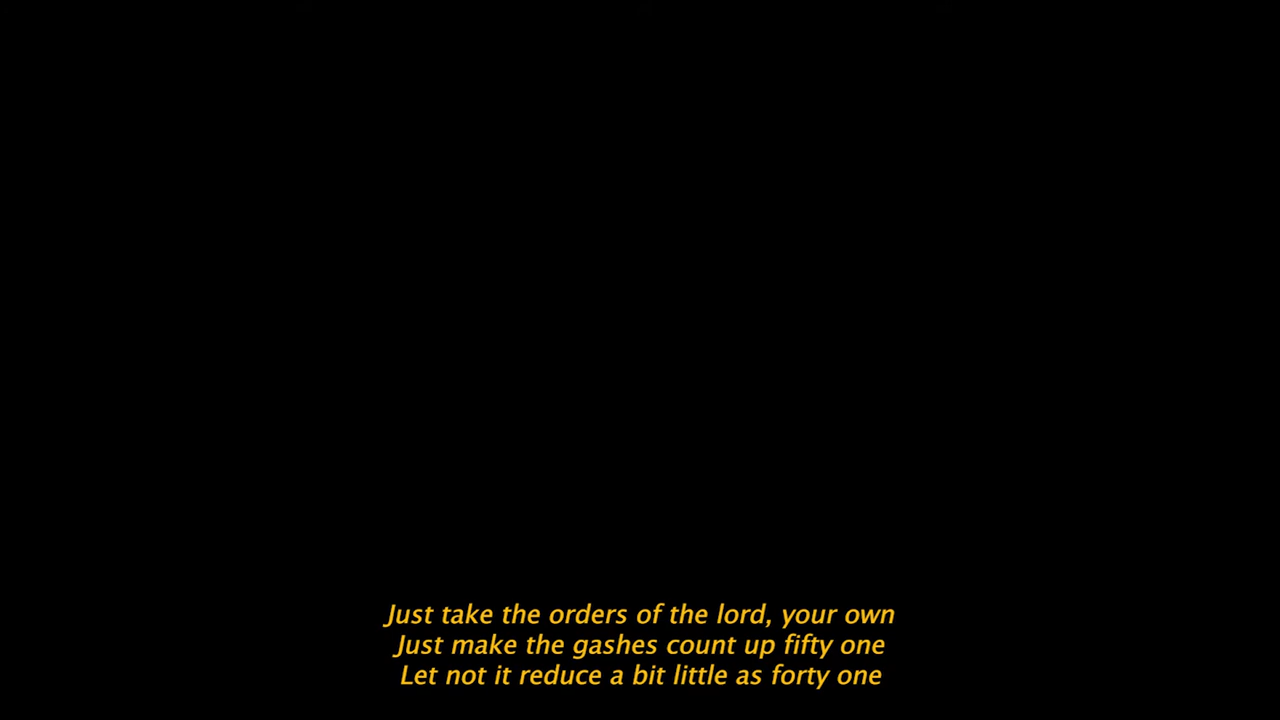 Just take the orders of the lord, your own
Just make the gashes count up fifty one
Let not it reduce a bit little as forty one